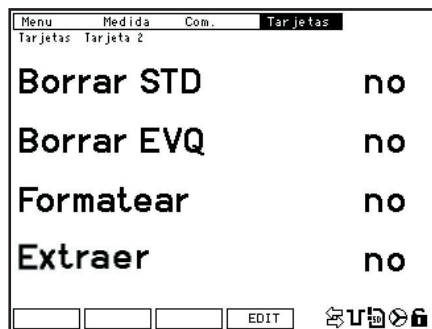 Menu Medida Com. Tarjetas
Tarjetas Tarjeta 2
Borrar STD no
Borrar EVQ no
Formatear no
Extraer no
EDIT